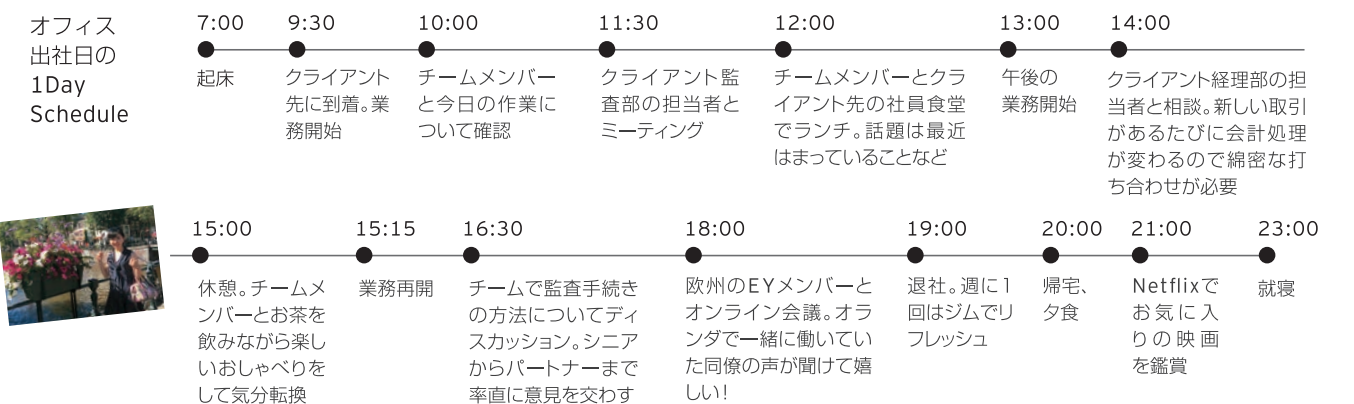 オフィス
出社日の
1Day
Schedule
7:00
起床
9:30
クライアント
先に到着。業
務開始
10:00
チームメンバー
と今日の作業に
ついて確認
11:30
クライアント監
査部の担当者と
ミーティング
12:00
チームメンバーとクラ
イアント先の社員食堂
でランチ。話題は最近
はまっていることなど
13:00
午後の
業務開始
14:00
クライアント経理部の担
当者と相談。新しい取引
があるたびに会計処理
が変わるので綿密な打
ち合わせが必要
15:00
休憩。チームメ
ンバーとお茶を
飲みながら楽し
いおしゃべりを
して気分転換
15:15
業務再開
16:30
チームで監査手続き
の方法についてディ
スカッション。シニア
からパートナーまで
率直に意見を交わす
18:00
欧州のEYメンバーと
オンライン会議。オラ
ンダで一緒に働いてい
た同僚の声が聞けて嬉
しい!
19:00
退社。週に1
回はジムでリ
フレッシュ
20:00
帰宅、
夕食
21:00
Netflixで
お気に入
りの映画
を鑑賞
23:00
就寝